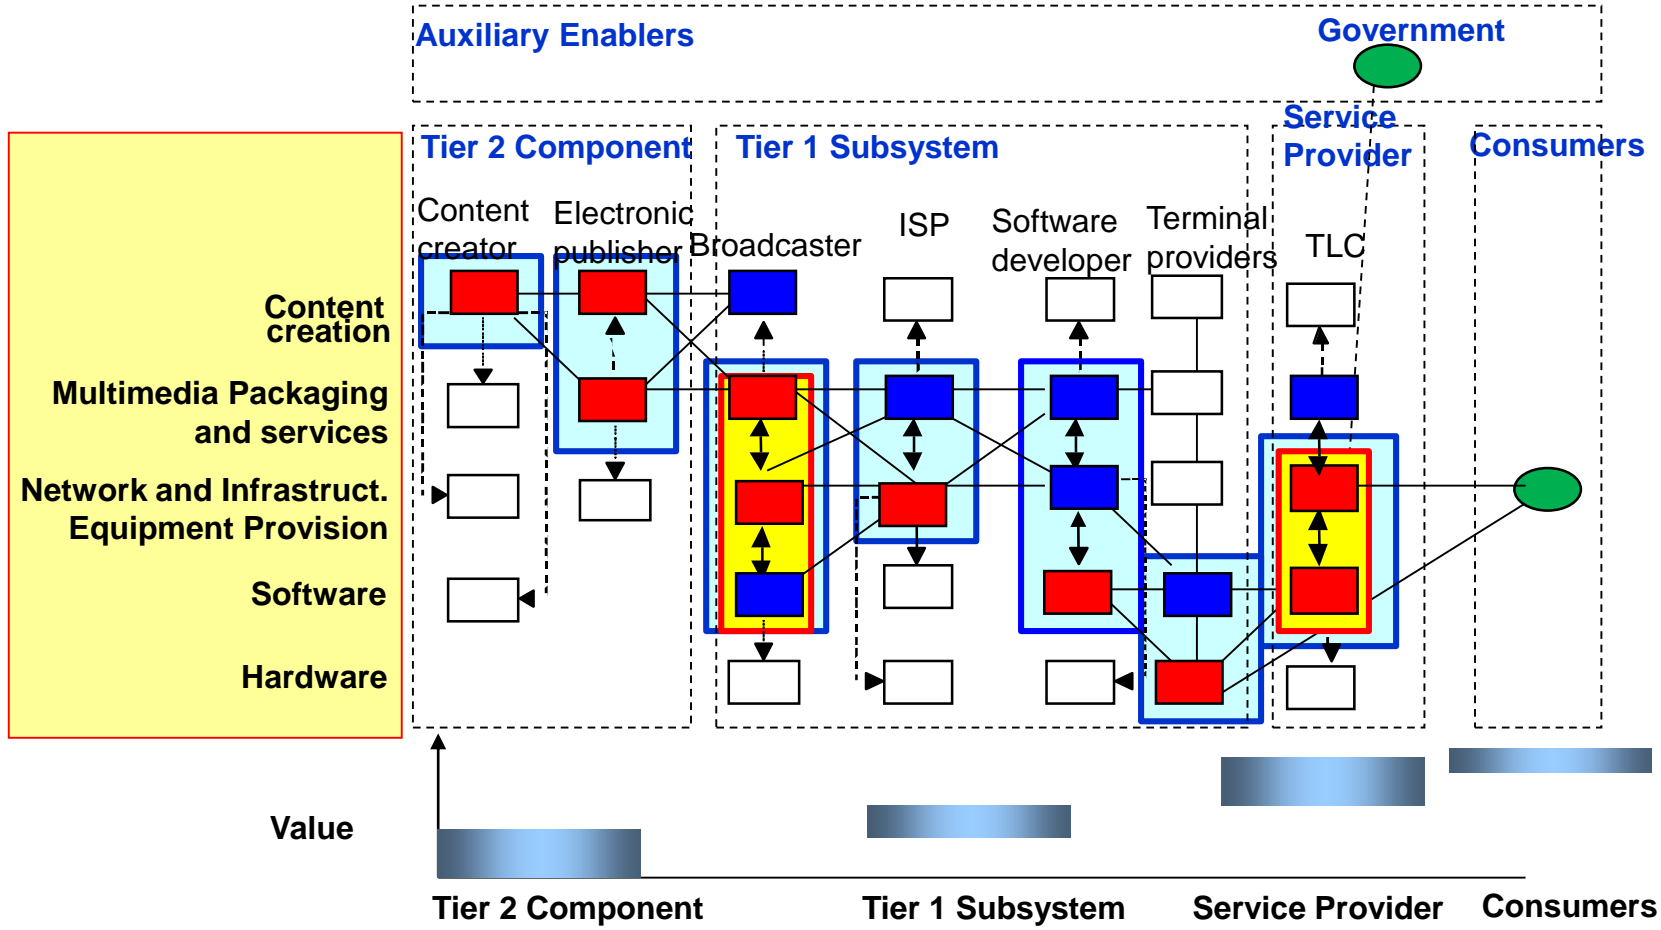 Auxiliary Enablers
Government
Service
Provider
Tier 2 Component
Tier 1 Subsystem
Consumers
Content
creator
Electronic
publisher
Broadcaster
ISP
Software
developer
Terminal
providers
TLC
Content
creation
Multimedia Packaging
and services
Network and Infrastruct.
Equipment Provision
Software
Hardware
Value
Tier 2 Component
Tier 1 Subsystem
Service Provider
Consumers